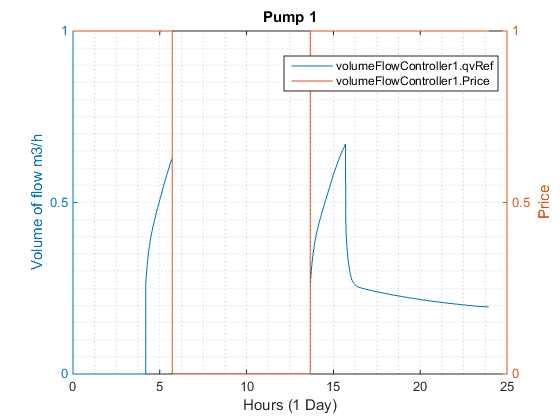 Pump 1
1
1
volumeFlowController1.qvRef
volumeFlowController1.Price
Volume of flow m3/h
0.5
0.5
Price
0
0
0
5
10
15
20
25
Hours (1 Day)